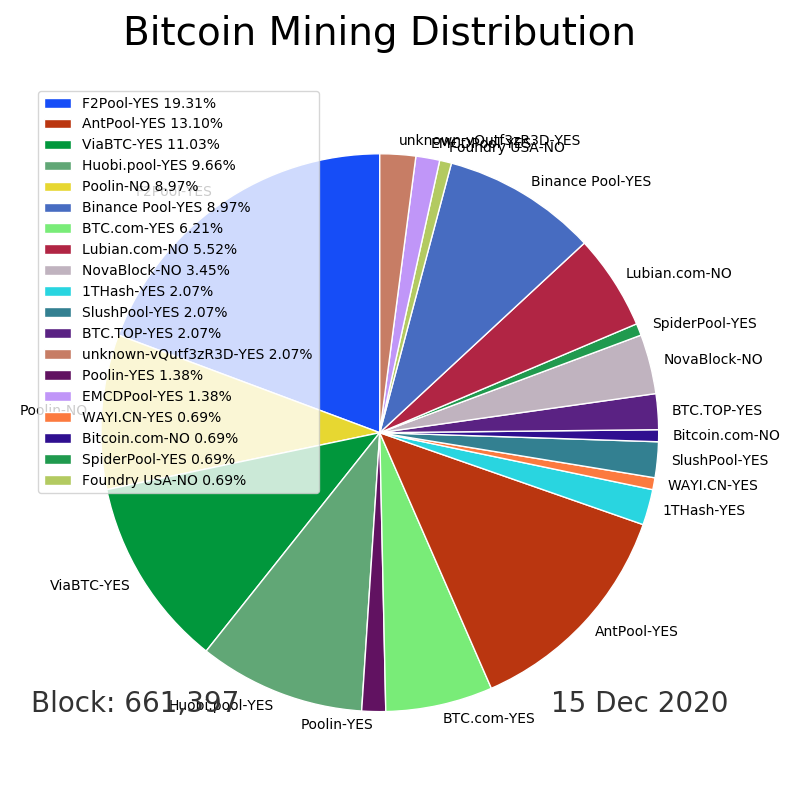 Bitcoin Mining Distribution
F2Pool-YES 19.31%
AntPool-YES 13.10%
ViaBTC-YES 11.03%
Huobi.pool-YES 9.66%
Poolin-NO 8.97%
Binance Pool-YES 8.97%
BTC.com-YES 6.21%
Lubian.com-NO 5.52%
NovaBlock-NO 3.45%
1THash-YES 2.07%
SlushPool-YES 2.07%
BTC.TOP-YES 2.07%
unknown-vQutf3zR3D-YES 2.07%
Poolin-YES 1.38%
EMCDPool-YES 1.38%
WAYI.CN-YES 0.69%
Bitcoin.com-NO 0.69%
SpiderPool-YES 0.69%
Foundry USA-NO 0.69%
unknown-vQutf3zR3D-YES
EMCDPool-YES
Foundry USA-NO
Binance Pool-YES
Lubian.com-NO
SpiderPool-YES
NovaBlock-NO
BTC.TOP-YES
Bitcoin.com-NO
SlushPool-YES
WAYI.CN-YES
1THash-YES
AntPool-YES
BTC.com-YES
Poolin-YES
Huobi.pool-YES
ViaBTC-YES
Poolin-NO
F2Pool-YES
Block: 661,397
15 Dec 2020